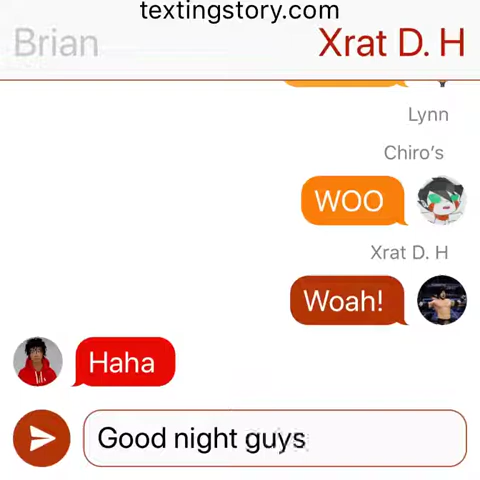 textingstory.com
Brian Xrat D. H
Lynn
Chiro's
WOO
Xrat D. H
Woah!
Haha
Good night guys